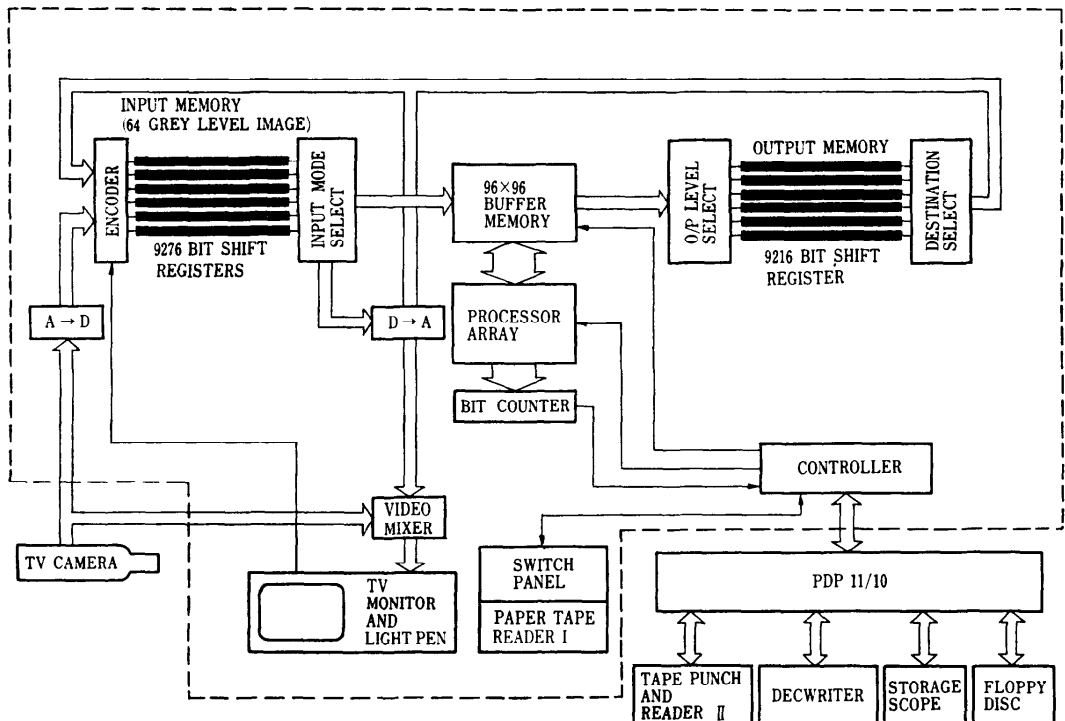 INPUT MEMORY
(64 GREY LEVEL IMAGE)
ENCODER
INPUT MODE
SELECT
9276 BIT SHIFT
REGISTERS
96×96
BUFFER
MEMORY
O/P LEVEL
SELECT
OUTPUT MEMORY
9216 BIT SHIFT
REGISTER
DESTINATION
SELECT
A→D
D→A
PROCESSOR
ARRAY
BIT COUNTER
CONTROLLER
VIDEO
MIXER
TV CAMERA
TV
MONITOR
AND
LIGHT PEN
SWITCH
PANEL
PAPER TAPE
READER I
PDP 11/10
TAPE PUNCH
AND
READER II
DECWRITER
STORAGE
SCOPE
FLOPPY
DISC